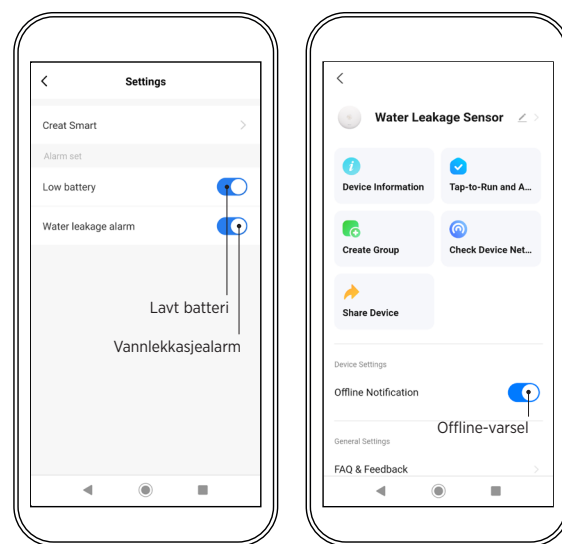 Settings
Creat Smart
Alarm set
Low battery
Water leakage alarm
Lavt batteri
Vannlekkasjealarm
Water Leakage Sensor
Device Information
Tap-to-Run and A...
Create Group
Check Device Net...
Share Device
Device Settings
Offline Notification
Offline-varsel
General Settings
FAQ & Feedback